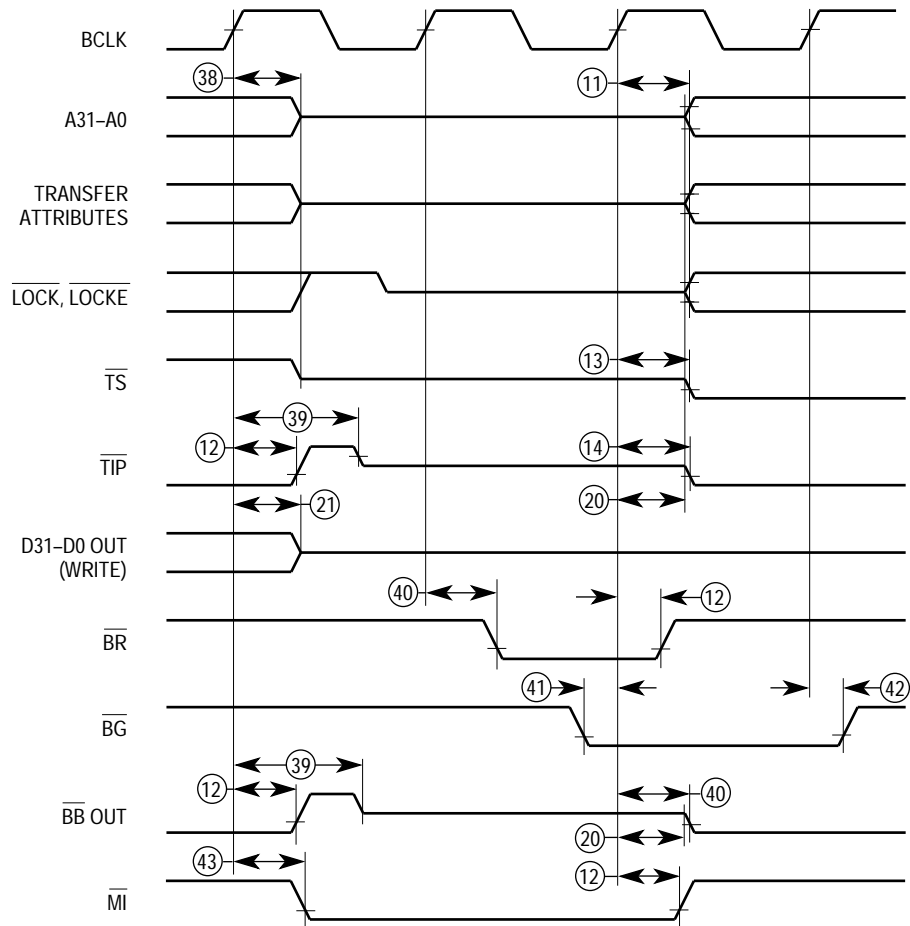 BCLK
38
11
A31–A0
TRANSFER
ATTRIBUTES
LOCK, LOCKE
13
TS
39
12
14
TIP
20
21
D31–D0 OUT
(WRITE)
40
12
BR
41
42
BG
39
12
40
BB OUT
20
43
12
MI